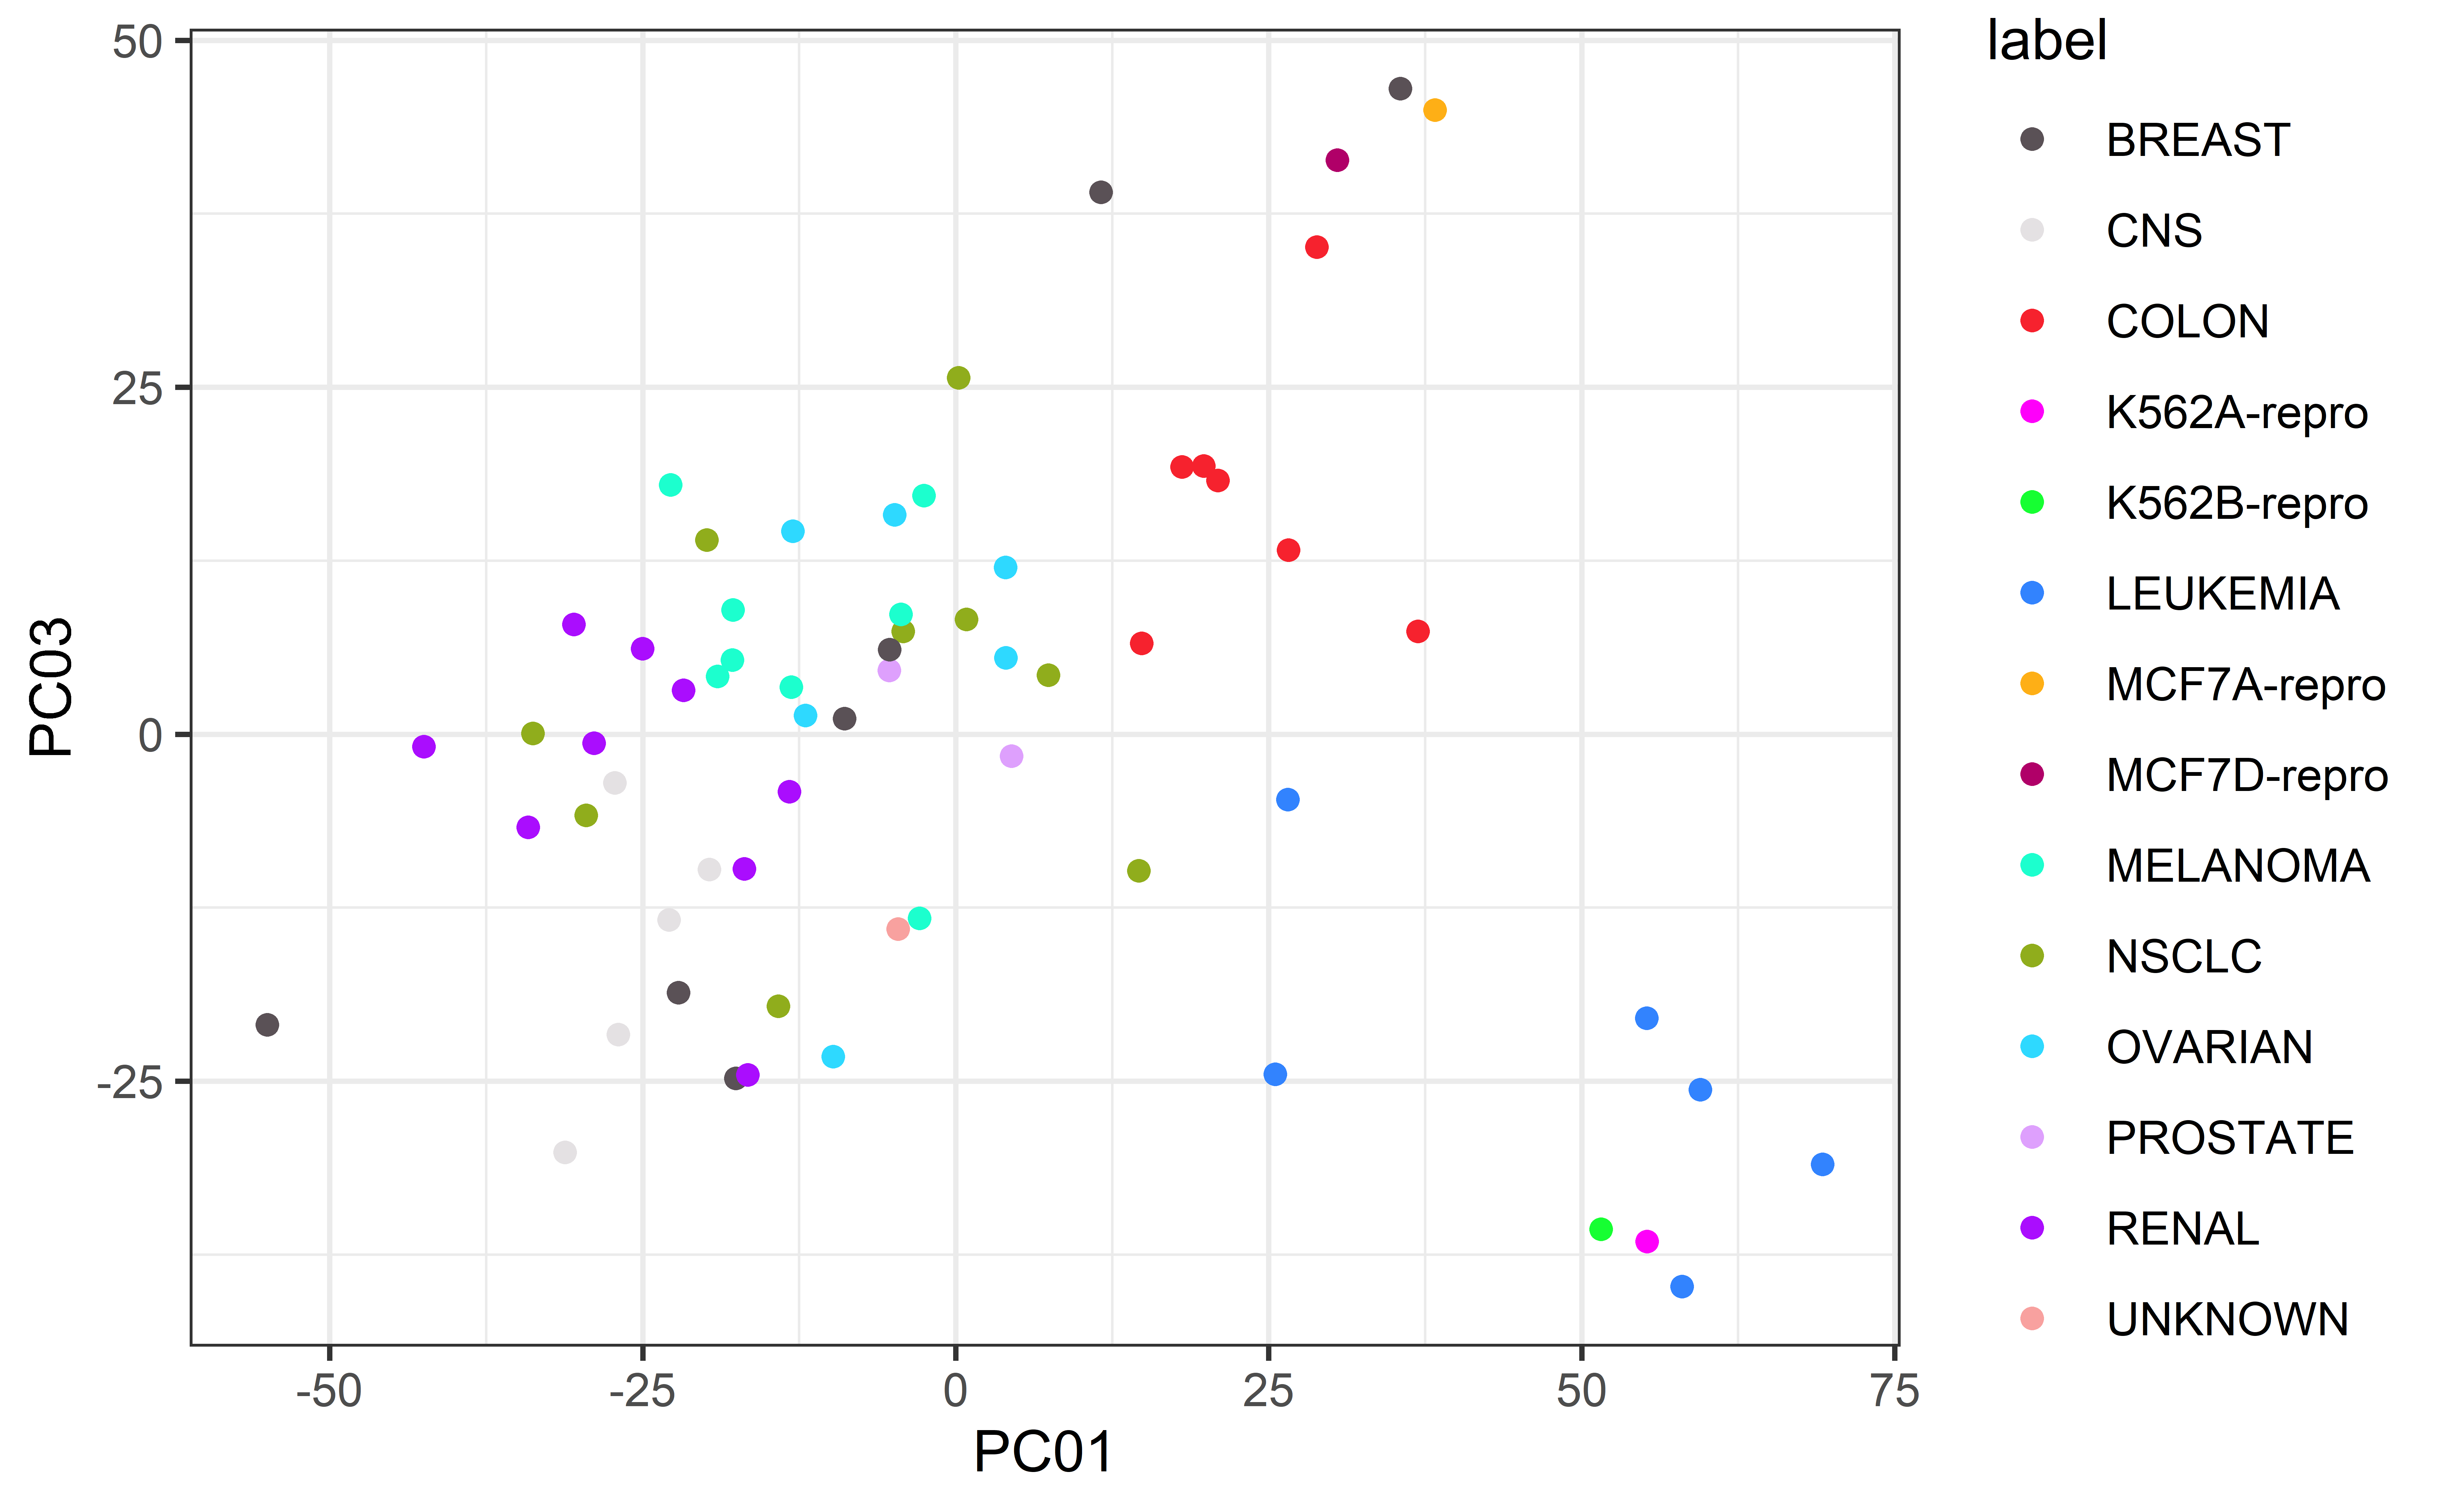 50
25
0
-25
PC03
-50
-25
0
25
50
75
PC01
label
BREAST
CNS
COLON
K562A-repro
K562B-repro
LEUKEMIA
MCF7A-repro
MCF7D-repro
MELANOMA
NSCLC
OVARIAN
PROSTATE
RENAL
UNKNOWN